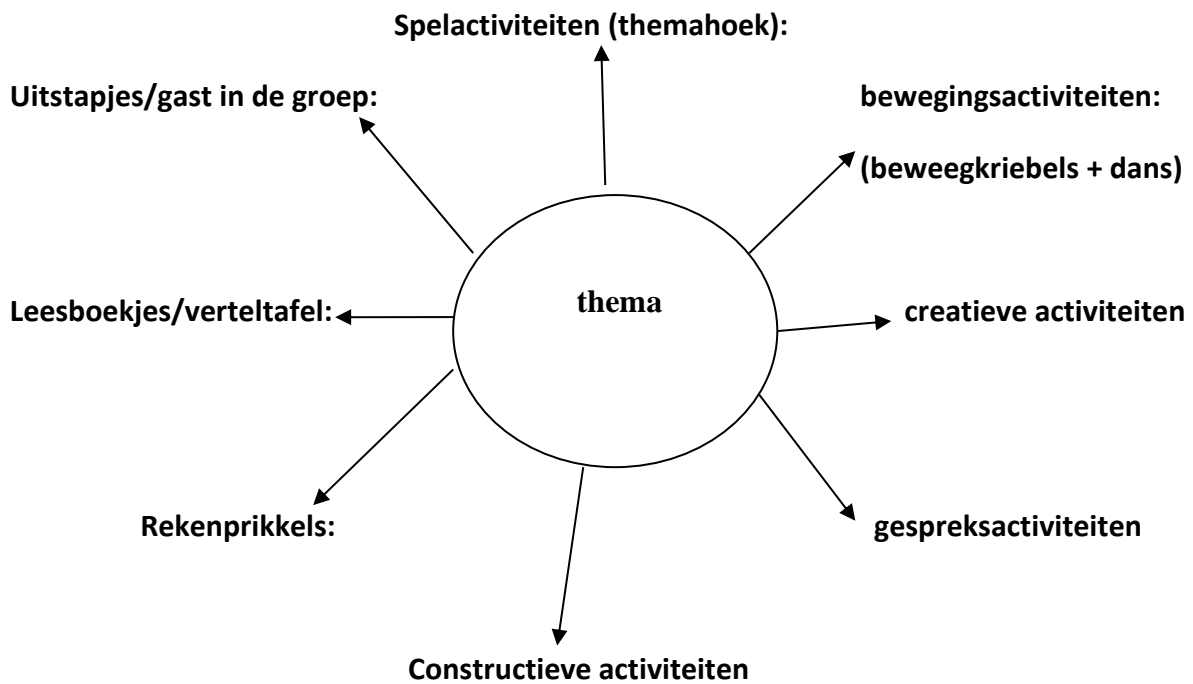 Spelactiviteiten (themahoek):
Uitstapjes/gast in de groep:
bewegingsactiviteiten:
(beweegkriebels + dans)
thema
Leesboekjes/verteltafel:
creatieve activiteiten
Rekenprikkels:
gespreksactiviteiten
Constructieve activiteiten